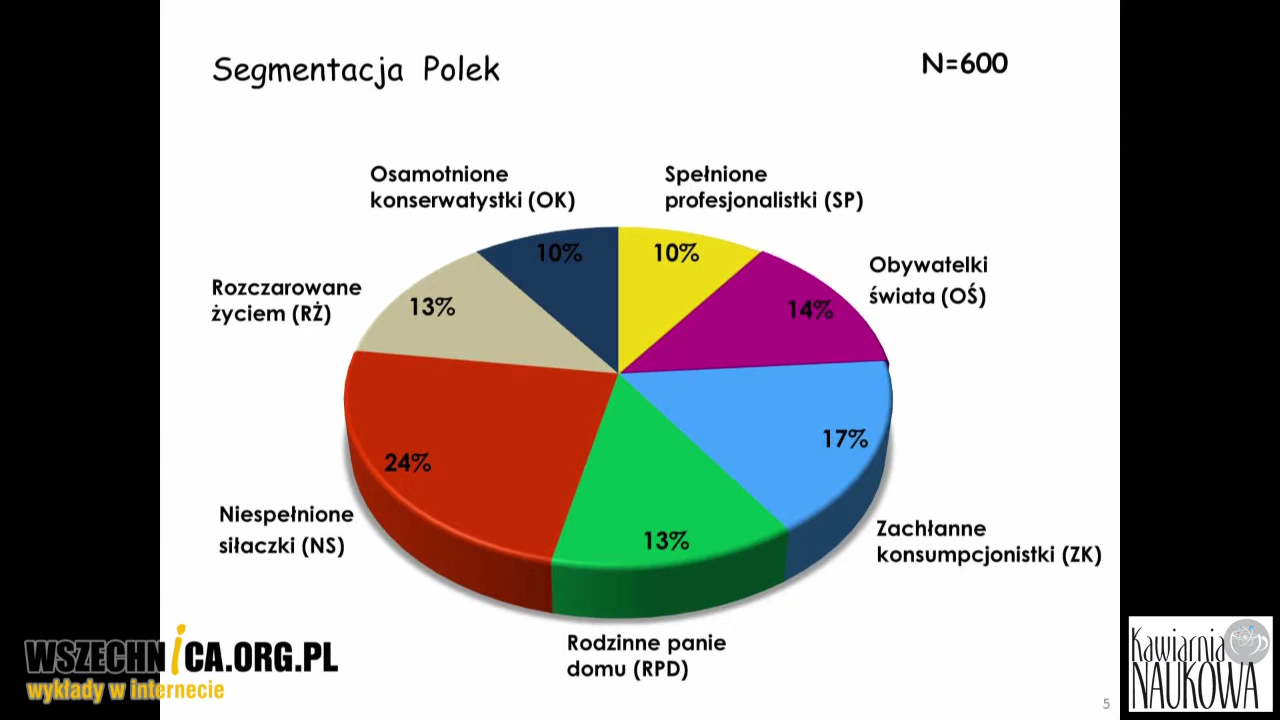 Segmentacja Polek
N=600
Osamotnione
konserwatystki (OK)
Spełnione
profesjonalistki (SP)
10%
10%
Obywatelki
świata (OŚ)
Rozczarowane
życiem (RŻ)
13%
14%
17%
24%
Niespełnione
siłaczki (NS)
13%
Zachłanne
konsumpcjonistki (ZK)
Rodzinne panie
domu (RPD)
WSZECHNICA.ORG.PL
wykłady w internecie
Kawiarnia
NAUKOWA
5